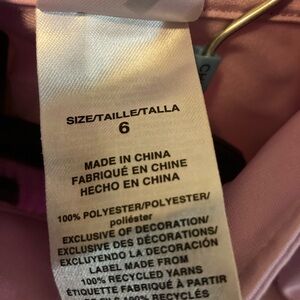 SIZE/TAILLE/TALLA
6
MADE IN CHINA
FABRIQUÉ EN CHINE
HECHO EN CHINA
100% POLYESTER/POLYESTER/
poliéster
EXCLUSIVE OF DECORATION/
EXCLUSIVE DES DÉCORATIONS/
EXCLUYENDO LA DECORACIÓN
LABEL MADE FROM
100% RECYCLED YARNS
ÉTIQUETTE FABRIQUÉ À PARTIR